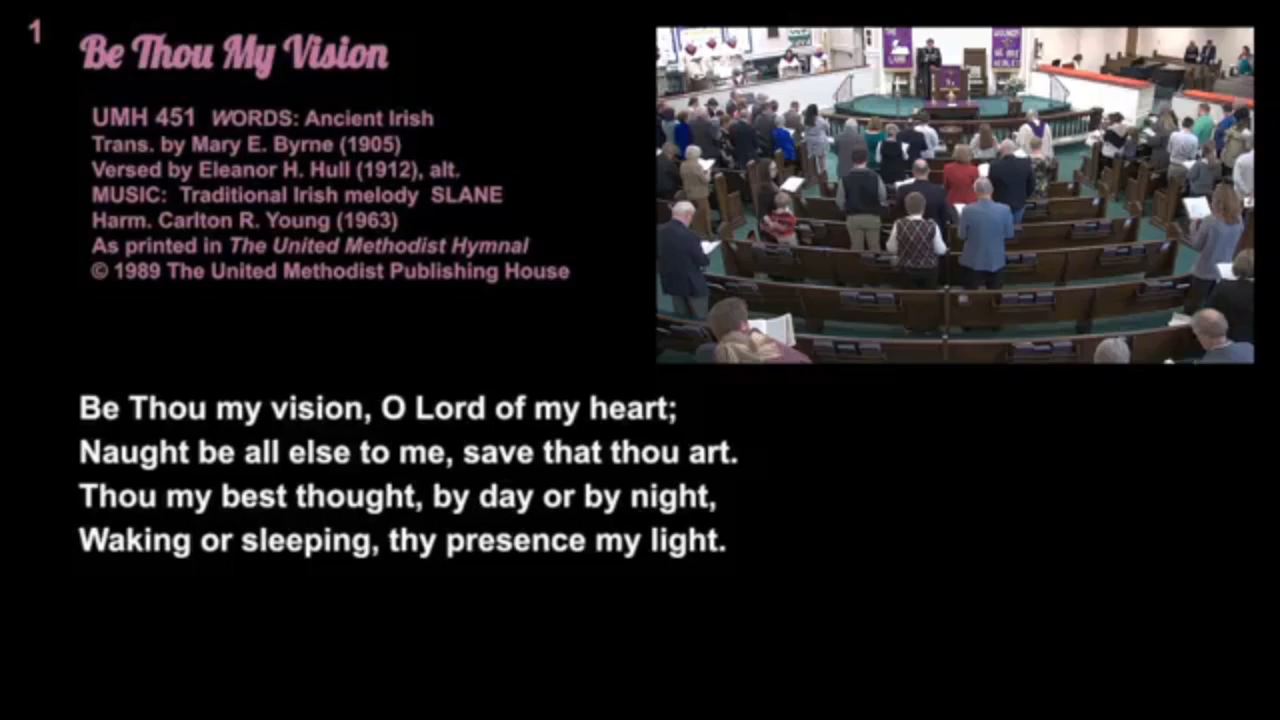 1
Be Thou My Vision
UMH 451 WORDS: Ancient Irish
Trans. by Mary E. Byrne (1905)
Versed by Eleanor H. Hull (1912), alt.
MUSIC: Traditional Irish melody SLANE
Harm. Carlton R. Young (1963)
As printed in The United Methodist Hymnal
© 1989 The United Methodist Publishing House
THE
LAMB
Be Thou my vision, O Lord of my heart;
Naught be all else to me, save that thou art.
Thou my best thought, by day or by night,
Waking or sleeping, thy presence my light.